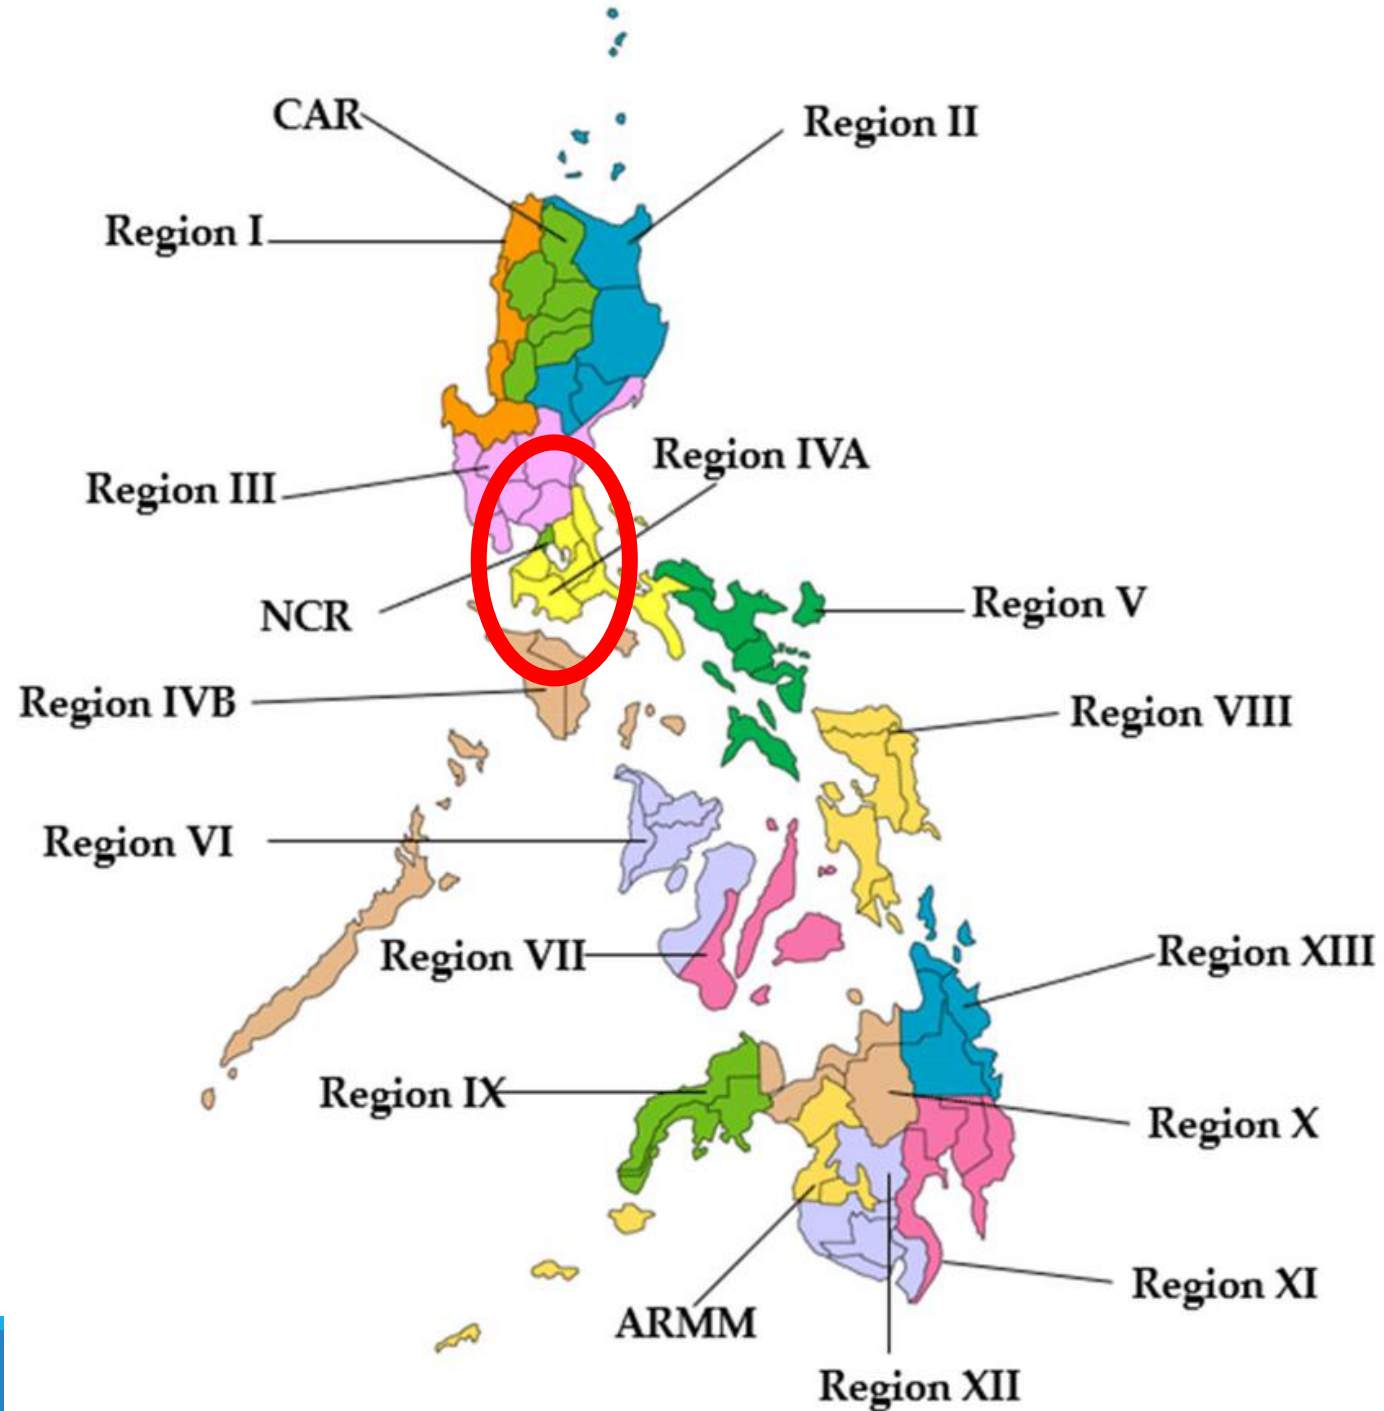 CAR
Region II
Region I
Region IVA
Region III
Region V
NCR
Region IVB
Region VIII
Region VI
Region VII
Region XIII
Region IX
Region X
Region XI
ARMM
Region XII